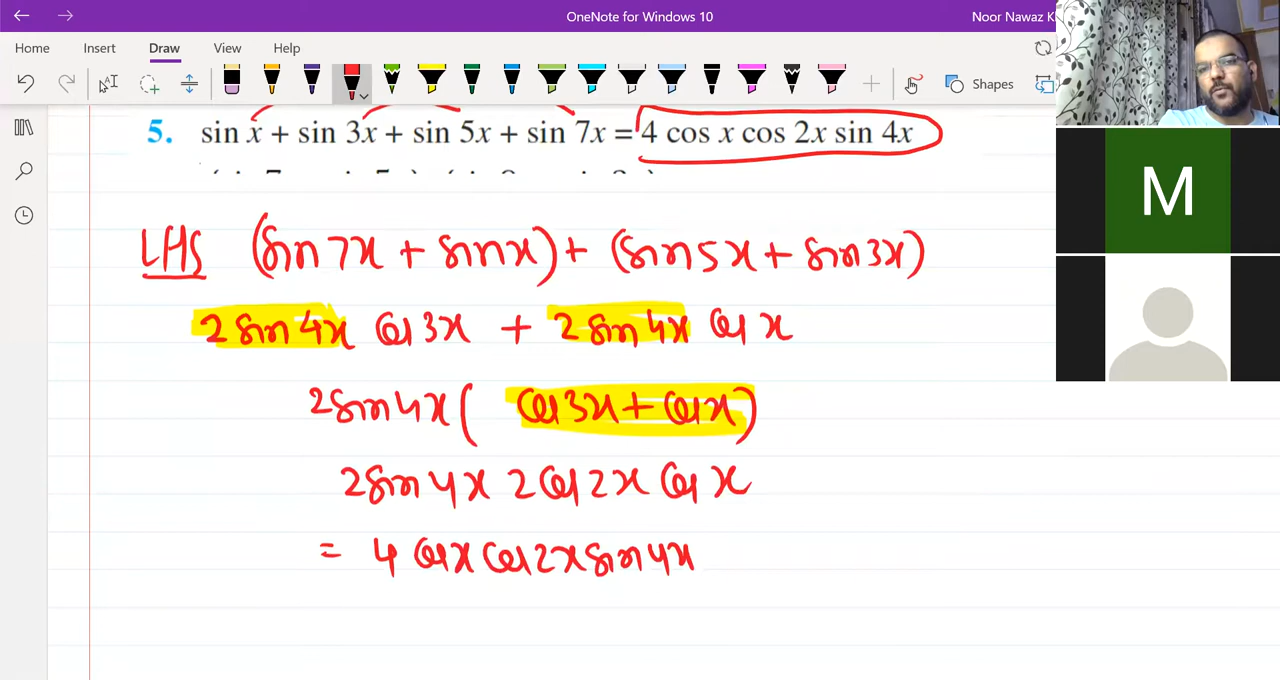 OneNote for Windows 10
Noor Nawaz K
Home Insert Draw View Help
Shapes
5. sin x + sin 3x + sin 5x + sin 7x = 4 cos x cos 2x sin 4x
LHS (sin 7x + sin x) + (sin 5x + sin 3x)
2 sin 4x cos 3x + 2 sin 4x cos x
2 sin 4x ( cos 3x + cos x)
2 sin 4x 2 cos 2x cos x
= 4 cos x cos 2x sin 4x
M